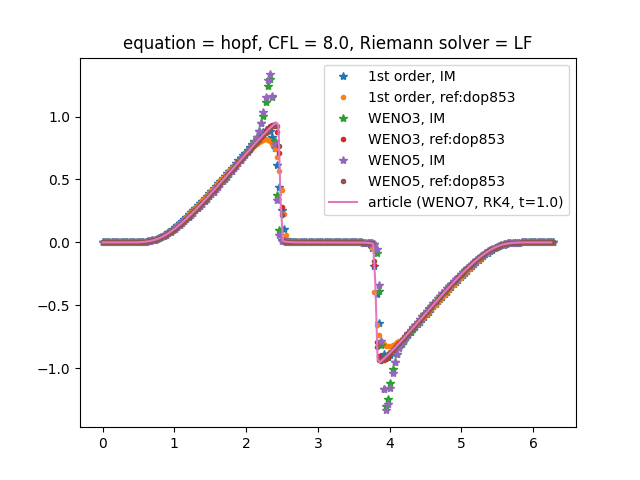 equation = hopf, CFL = 8.0, Riemann solver = LF
1st order, IM
1st order, ref:dop853
WENO3, IM
WENO3, ref:dop853
WENO5, IM
WENO5, ref:dop853
article (WENO7, RK4, t=1.0)
1.0
0.5
0.0
−0.5
−1.0
0 1 2 3 4 5 6